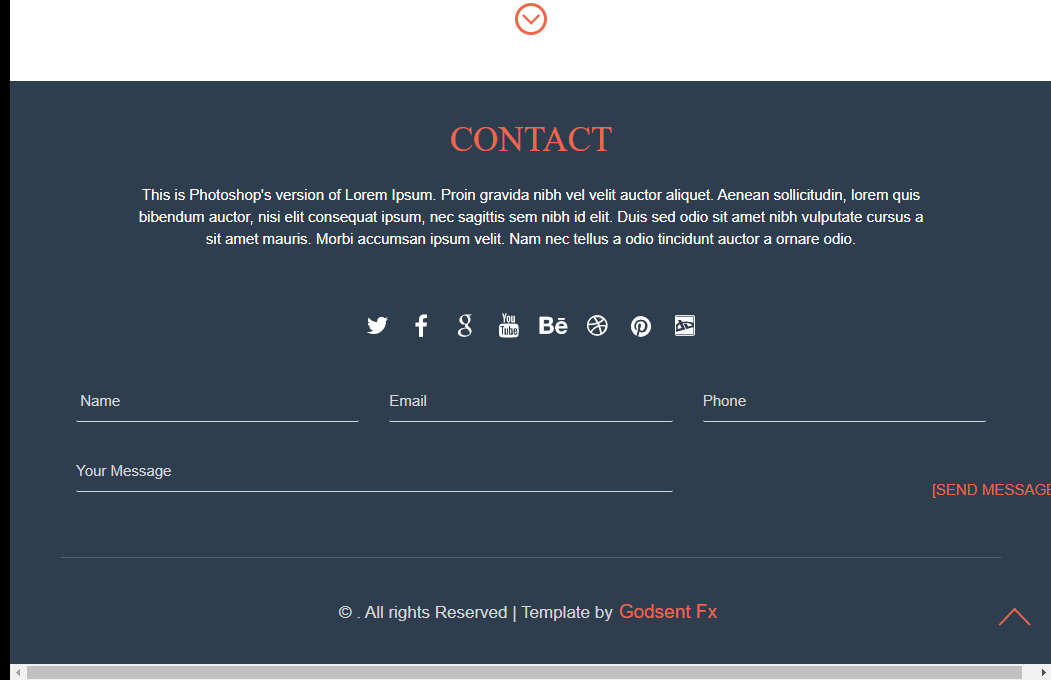 CONTACT
This is Photoshop's version of Lorem Ipsum. Proin gravida nibh vel velit auctor aliquet. Aenean sollicitudin, lorem quis
bibendum auctor, nisi elit consequat ipsum, nec sagittis sem nibh id elit. Duis sed odio sit amet nibh vulputate cursus a
sit amet mauris. Morbi accumsan ipsum velit. Nam nec tellus a odio tincidunt auctor a ornare odio.
You
Tube
Bē
Name
Email
Phone
Your Message
[SEND MESSAGE
© . All rights Reserved | Template by Godsent Fx